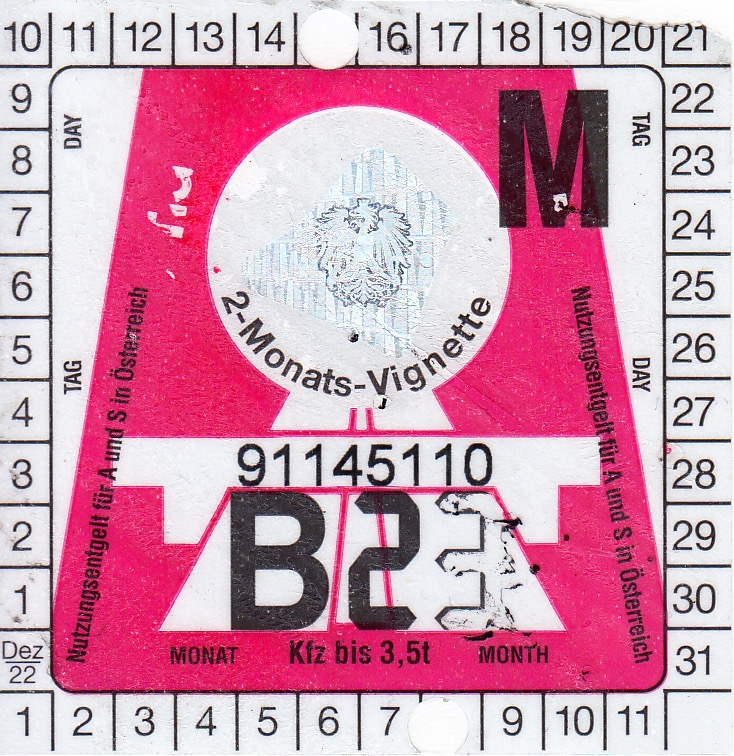 10 11 12 13 14 16 17 18 19 20 21
9 22
8 23
7 24
6 25
5 26
4 27
3 28
2 29
1 30
Dez
22
31
1 2 3 4 5 6 7 9 10 11
DAY
TAG
M
TAG
DAY
2-Monats-Vignette
Nutzungsentgelt für A und S in Österreich
Nutzungsentgelt für A und S in Österreich
91145110
B23
MONAT Kfz bis 3,5t MONTH